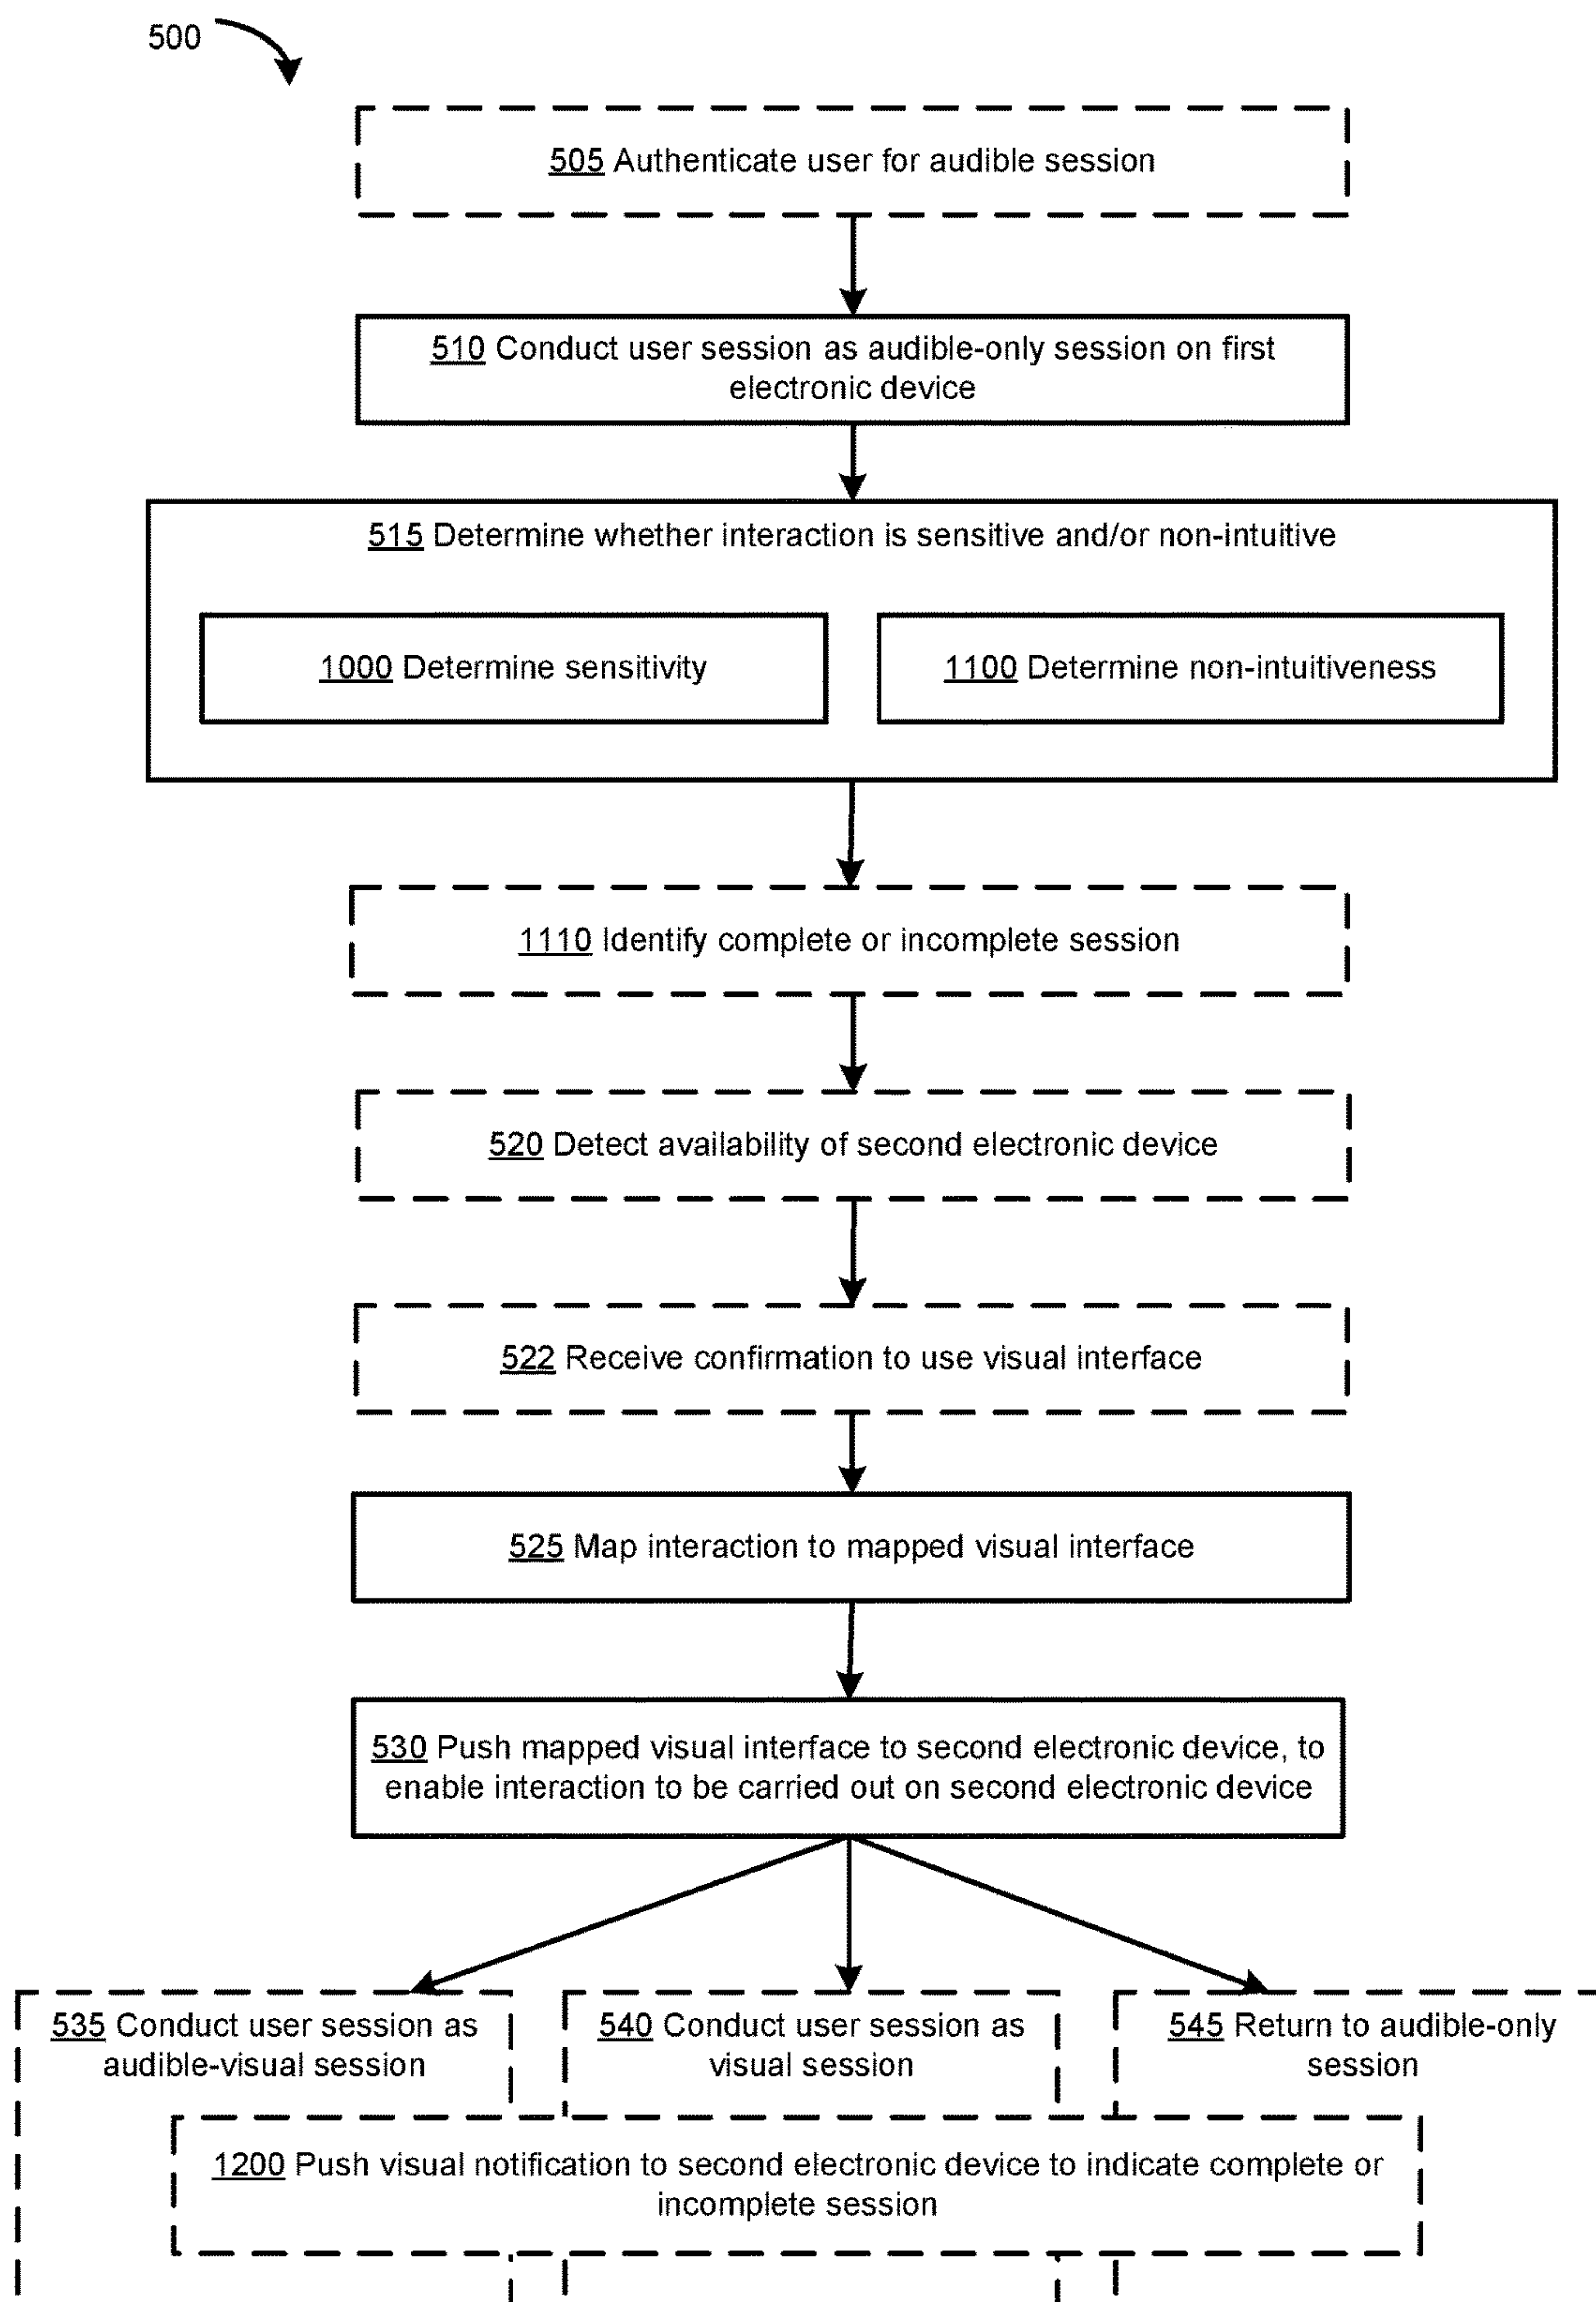 500
505 Authenticate user for audible session
510 Conduct user session as audible-only session on first
electronic device
515 Determine whether interaction is sensitive and/or non-intuitive
1000 Determine sensitivity
1100 Determine non-intuitiveness
1110 Identify complete or incomplete session
520 Detect availability of second electronic device
522 Receive confirmation to use visual interface
525 Map interaction to mapped visual interface
530 Push mapped visual interface to second electronic device, to
enable interaction to be carried out on second electronic device
535 Conduct user session as
audible-visual session
540 Conduct user session as
visual session
545 Return to audible-only
session
1200 Push visual notification to second electronic device to indicate complete or
incomplete session